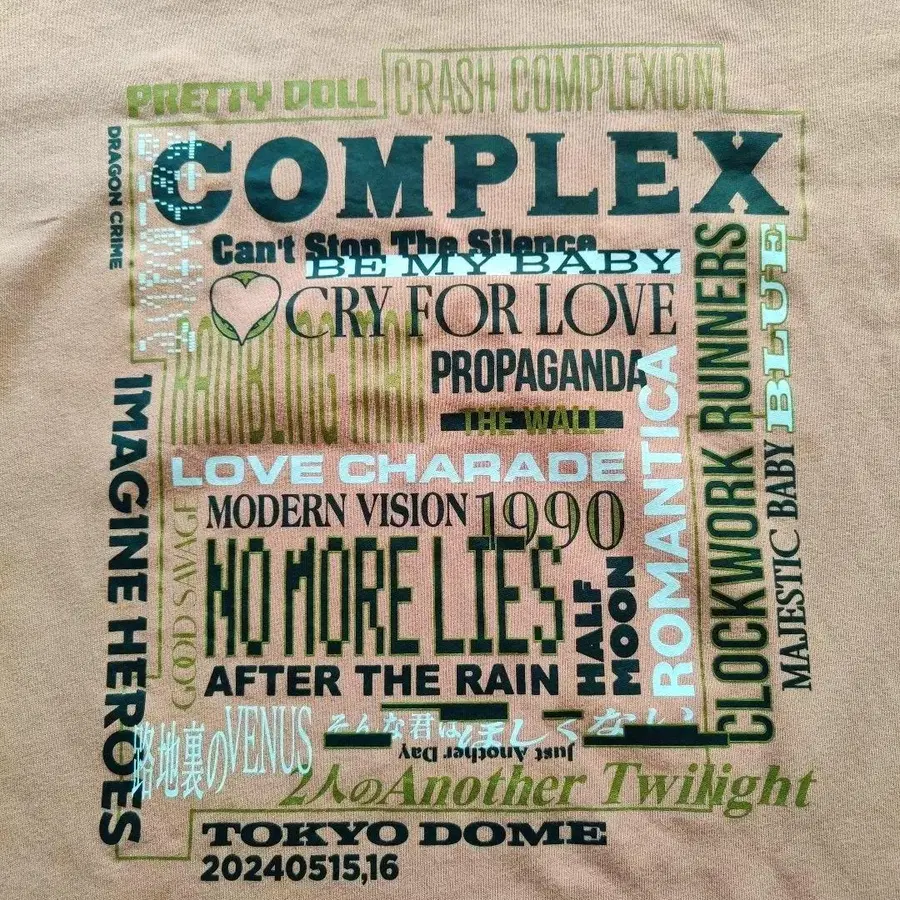 PRETTY DOLL
CRASH COMPLEXION
DRAGON CRIME
COMPLEX
Can't Stop The Silence
BE MY BABY
CRY FOR LOVE
RAMBLING MAN
PROPAGANDA
THE WALL
LOVE CHARADE
MODERN VISION
1990
NO MORE LIES
AFTER THE RAIN
HALF
MOON
ROMANTICA
CLOCKWORK RUNNERS
BLUE
MAJESTIC BABY
IMAGINE HEROES
GOOD SAVAGE
路地裏のVENUS
そんな君はほしくない
Just Another Day
2人のAnother Twilight
TOKYO DOME
20240515,16